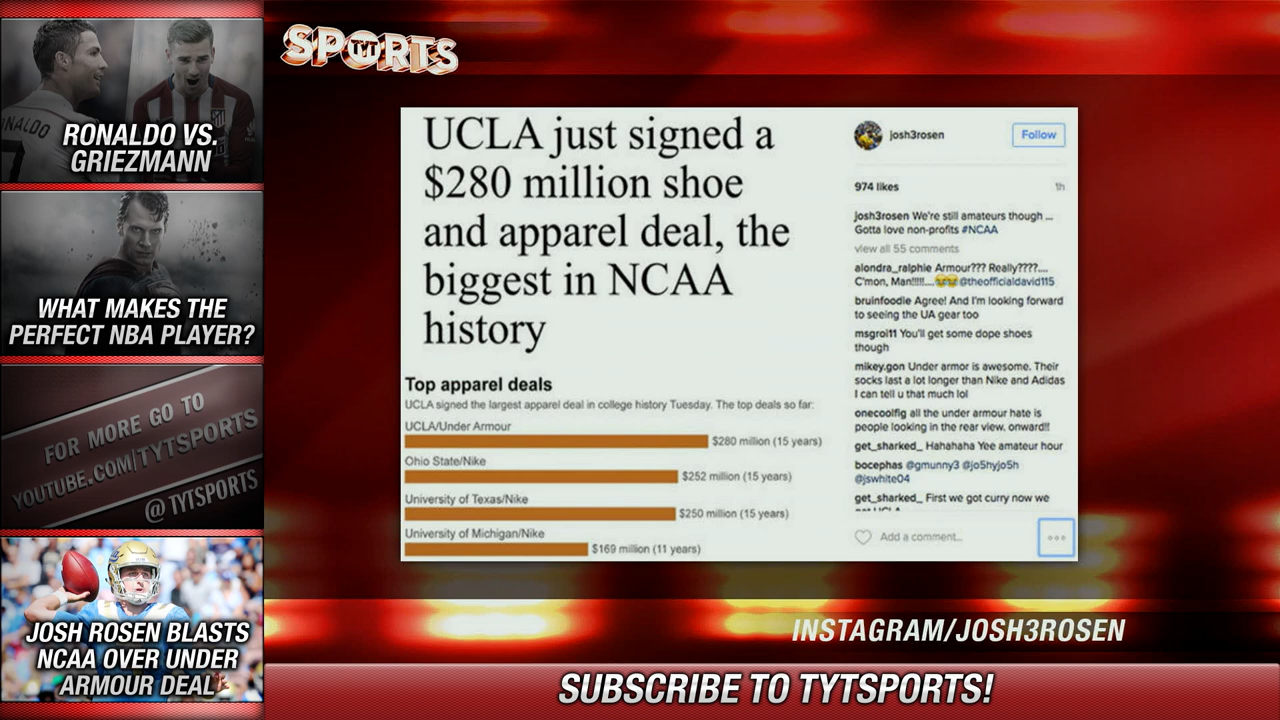 RONALDO VS.
GRIEZMANN
WHAT MAKES THE
PERFECT NBA PLAYER?
FOR MORE GO TO
YOUTUBE.COM/TYTSPORTS
@TYTSPORTS
JOSH ROSEN BLASTS
NCAA OVER UNDER
ARMOUR DEAL
SPORTS
TYT
UCLA just signed a
$280 million shoe
and apparel deal, the
biggest in NCAA
history
Top apparel deals
UCLA signed the largest apparel deal in college history Tuesday. The top deals so far:
UCLA/Under Armour
$280 million (15 years)
Ohio State/Nike
$252 million (15 years)
University of Texas/Nike
$250 million (15 years)
University of Michigan/Nike
$169 million (11 years)
josh3rosen
Follow
974 likes
1h
josh3rosen We're still amateurs though ...
Gotta love non-profits #NCAA
view all 55 comments
alondra_ralphie Armour??? Really????....
C'mon, Man!!!!!....😂😂@theofficialdavid115
bruinfoodie Agree! And I'm looking forward
to seeing the UA gear too
msgrol11 You'll get some dope shoes
though
mikey.gon Under armor is awesome. Their
socks last a lot longer than Nike and Adidas
I can tell u that much lol
onecoolfig all the under armour hate is
people looking in the rear view. onward!!
get_sharked_ Hahahaha Yee amateur hour
bocephas @gmunny3 @jo5hyjo5h
@jswhite04
get_sharked_ First we got curry now we
got UCLA
Add a comment...
INSTAGRAM/JOSH3ROSEN
SUBSCRIBE TO TYTSPORTS!